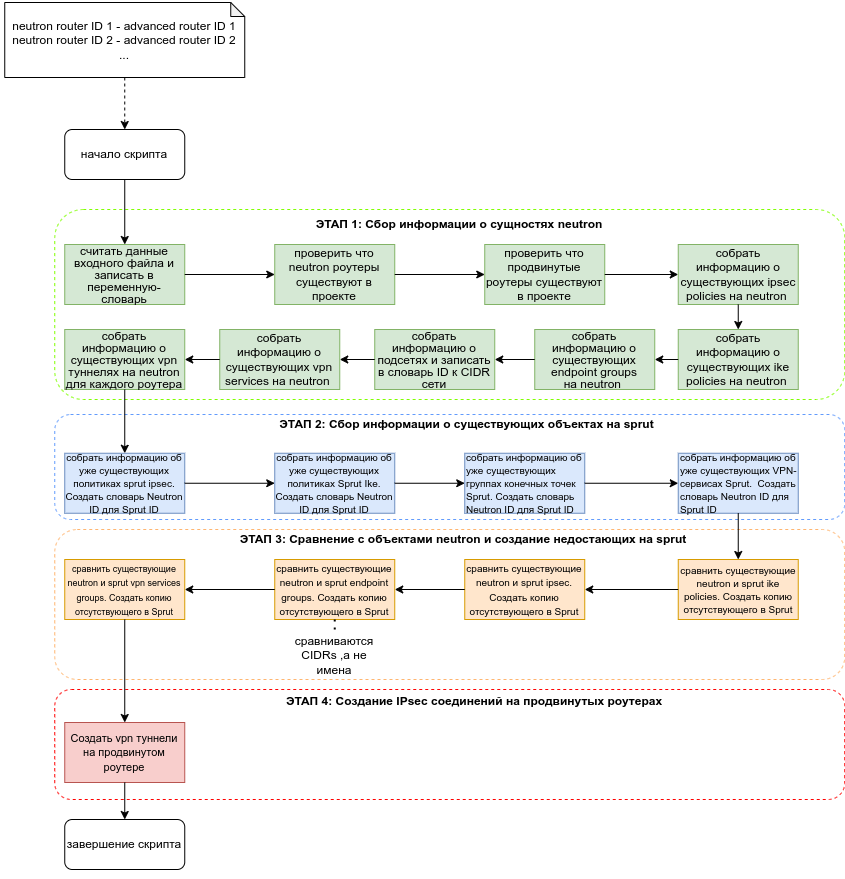 neutron router ID 1 - advanced router ID 1
neutron router ID 2 - advanced router ID 2
...
начало скрипта
ЭТАП 1: Сбор информации о сущностях neutron
считать данные
входного файла и
записать в
переменную-
словарь
проверить что
neutron роутеры
существуют в
проекте
проверить что
продвинутые
роутеры существуют
в проекте
собрать
информацию о
существующих ipsec
policies на neutron
собрать
информацию о
существующих vpn
туннелях на neutron
для каждого роутера
собрать
информацию о
существующих vpn
services на neutron
собрать
информацию о
подсетях и записать
в словарь ID к CIDR
сети
собрать
информацию о
существующих
endpoint groups
на neutron
собрать
информацию о
существующих ike
policies на neutron
ЭТАП 2: Сбор информации о существующих объектах на sprut
собрать информацию об
уже существующих
политиках sprut ipsec.
Создать словарь Neutron
ID для Sprut ID
собрать информацию об
уже существующих
политиках Sprut Ike.
Создать словарь Neutron
ID для Sprut ID
собрать информацию об
уже существующих
группах конечных точек
Sprut. Создать словарь
Neutron ID для Sprut ID
собрать информацию об
уже существующих VPN-
сервисах Sprut. Создать
словарь Neutron ID для
Sprut ID
ЭТАП 3: Сравнение с объектами neutron и создание недостающих на sprut
сравнить существующие
neutron и sprut vpn services
groups. Создать копию
отсутствующего в Sprut
сравнить существующие
neutron и sprut endpoint
groups. Создать копию
отсутствующего в Sprut
сравнить существующие
neutron и sprut ipsec.
Создать копию
отсутствующего в Sprut
сравнить существующие
neutron и sprut ike
policies. Создать копию
отсутствующего в Sprut
сравниваются
CIDRs ,а не
имена
ЭТАП 4: Создание IPsec соединений на продвинутых роутерах
Создать vpn туннели
на продвинутом
роутере
завершение скрипта